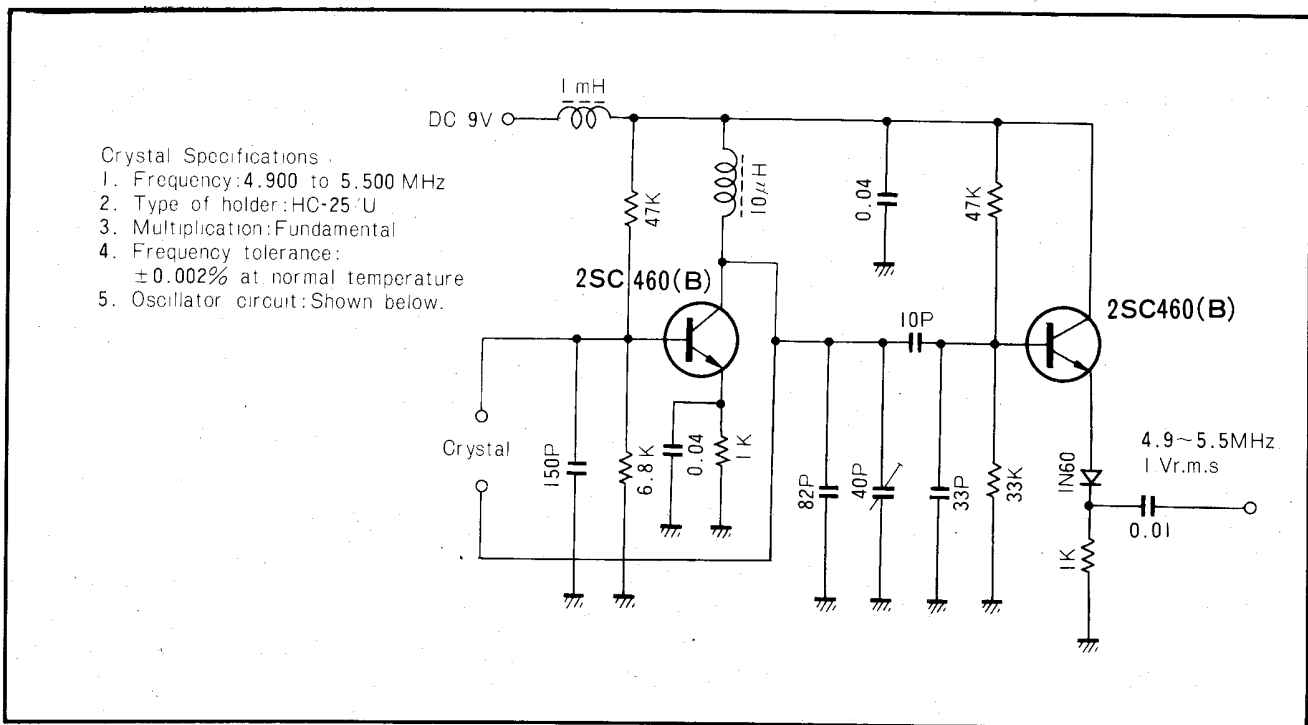 1 mH
DC 9V
Crystal Specifications
1. Frequency: 4.900 to 5.500 MHz
2. Type of holder: HC-25/U
3. Multiplication: Fundamental
4. Frequency tolerance:
±0.002% at normal temperature
5. Oscillator circuit: Shown below.
47K
10μH
0.04
47K
2SC460(B)
2SC460(B)
10P
Crystal
150P
6.8K
0.04
1K
82P
40P
33P
33K
1N60
4.9~5.5MHz
1 Vr.m.s
0.01
1K